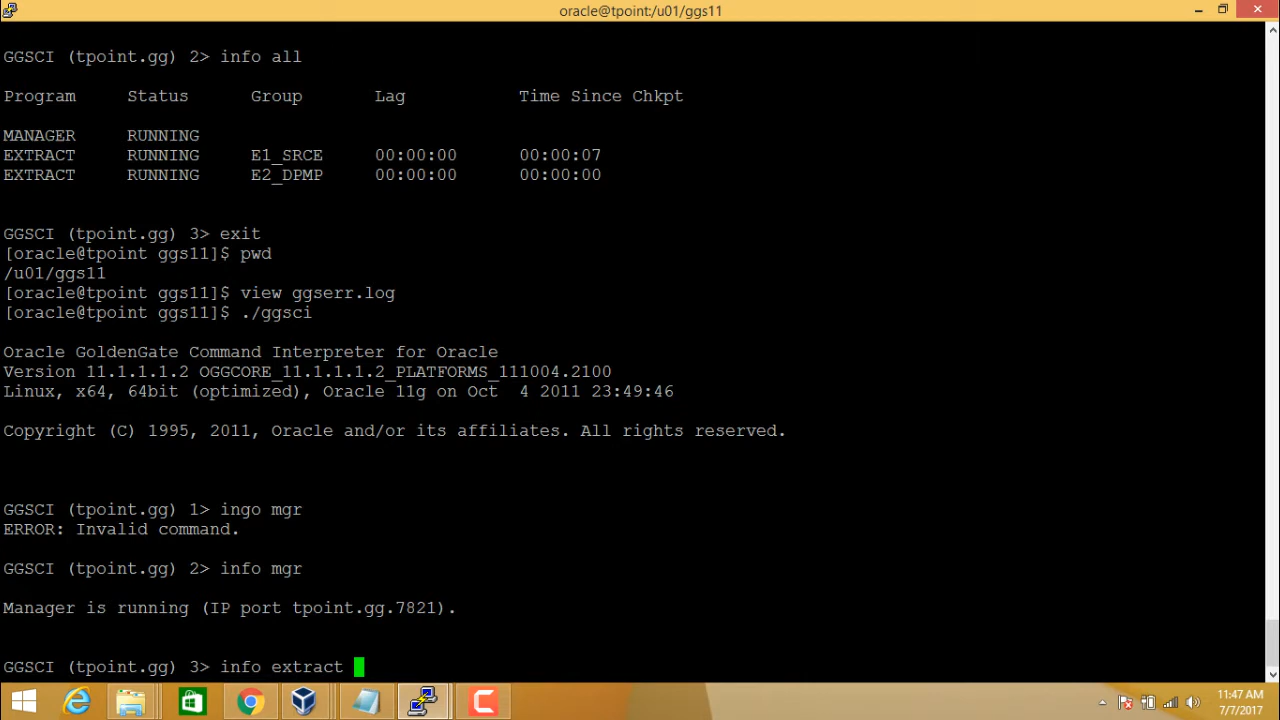 oracle@tpoint:/u01/ggs11
GGSCI (tpoint.gg) 2> info all
Program Status Group Lag Time Since Chkpt
MANAGER RUNNING
EXTRACT RUNNING E1_SRCE 00:00:00 00:00:07
EXTRACT RUNNING E2_DPMP 00:00:00 00:00:00
GGSCI (tpoint.gg) 3> exit
[oracle@tpoint ggs11]$ pwd
/u01/ggs11
[oracle@tpoint ggs11]$ view ggserr.log
[oracle@tpoint ggs11]$ ./ggsci
Oracle GoldenGate Command Interpreter for Oracle
Version 11.1.1.1.2 OGGCORE_11.1.1.1.2_PLATFORMS_111004.2100
Linux, x64, 64bit (optimized), Oracle 11g on Oct 4 2011 23:49:46
Copyright (C) 1995, 2011, Oracle and/or its affiliates. All rights reserved.
GGSCI (tpoint.gg) 1> ingo mgr
ERROR: Invalid command.
GGSCI (tpoint.gg) 2> info mgr
Manager is running (IP port tpoint.gg.7821).
GGSCI (tpoint.gg) 3> info extract
11:47 AM
7/7/2017